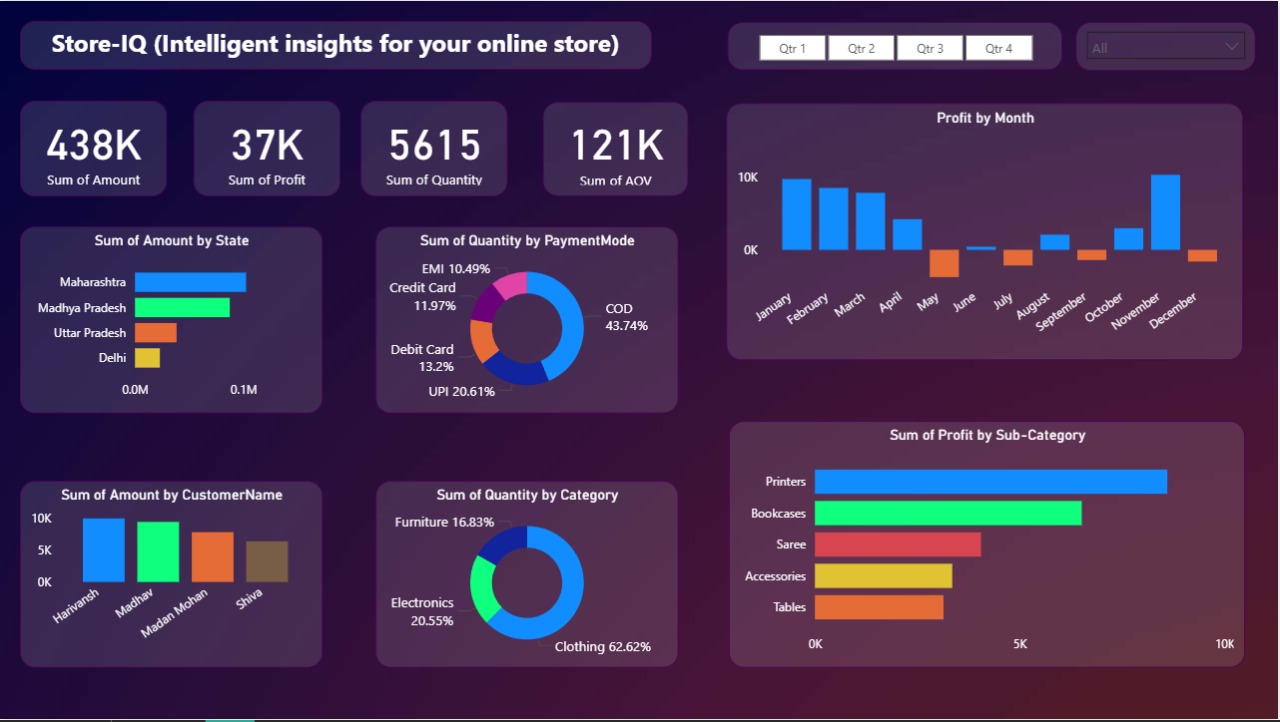 Store-IQ (Intelligent insights for your online store)
Qtr 1
Qtr 2
Qtr 3
Qtr 4
All
438K
Sum of Amount
37K
Sum of Profit
5615
Sum of Quantity
121K
Sum of AOV
Profit by Month
10K
0K
January
February
March
April
May
June
July
August
September
October
November
December
Sum of Amount by State
Maharashtra
Madhya Pradesh
Uttar Pradesh
Delhi
0.0M
0.1M
Sum of Quantity by PaymentMode
EMI 10.49%
Credit Card
11.97%
Debit Card
13.2%
UPI 20.61%
COD
43.74%
Sum of Amount by CustomerName
10K
5K
0K
Harivansh
Madhav
Madan Mohan
Shiva
Sum of Quantity by Category
Furniture 16.83%
Electronics
20.55%
Clothing 62.62%
Sum of Profit by Sub-Category
Printers
Bookcases
Saree
Accessories
Tables
0K
5K
10K